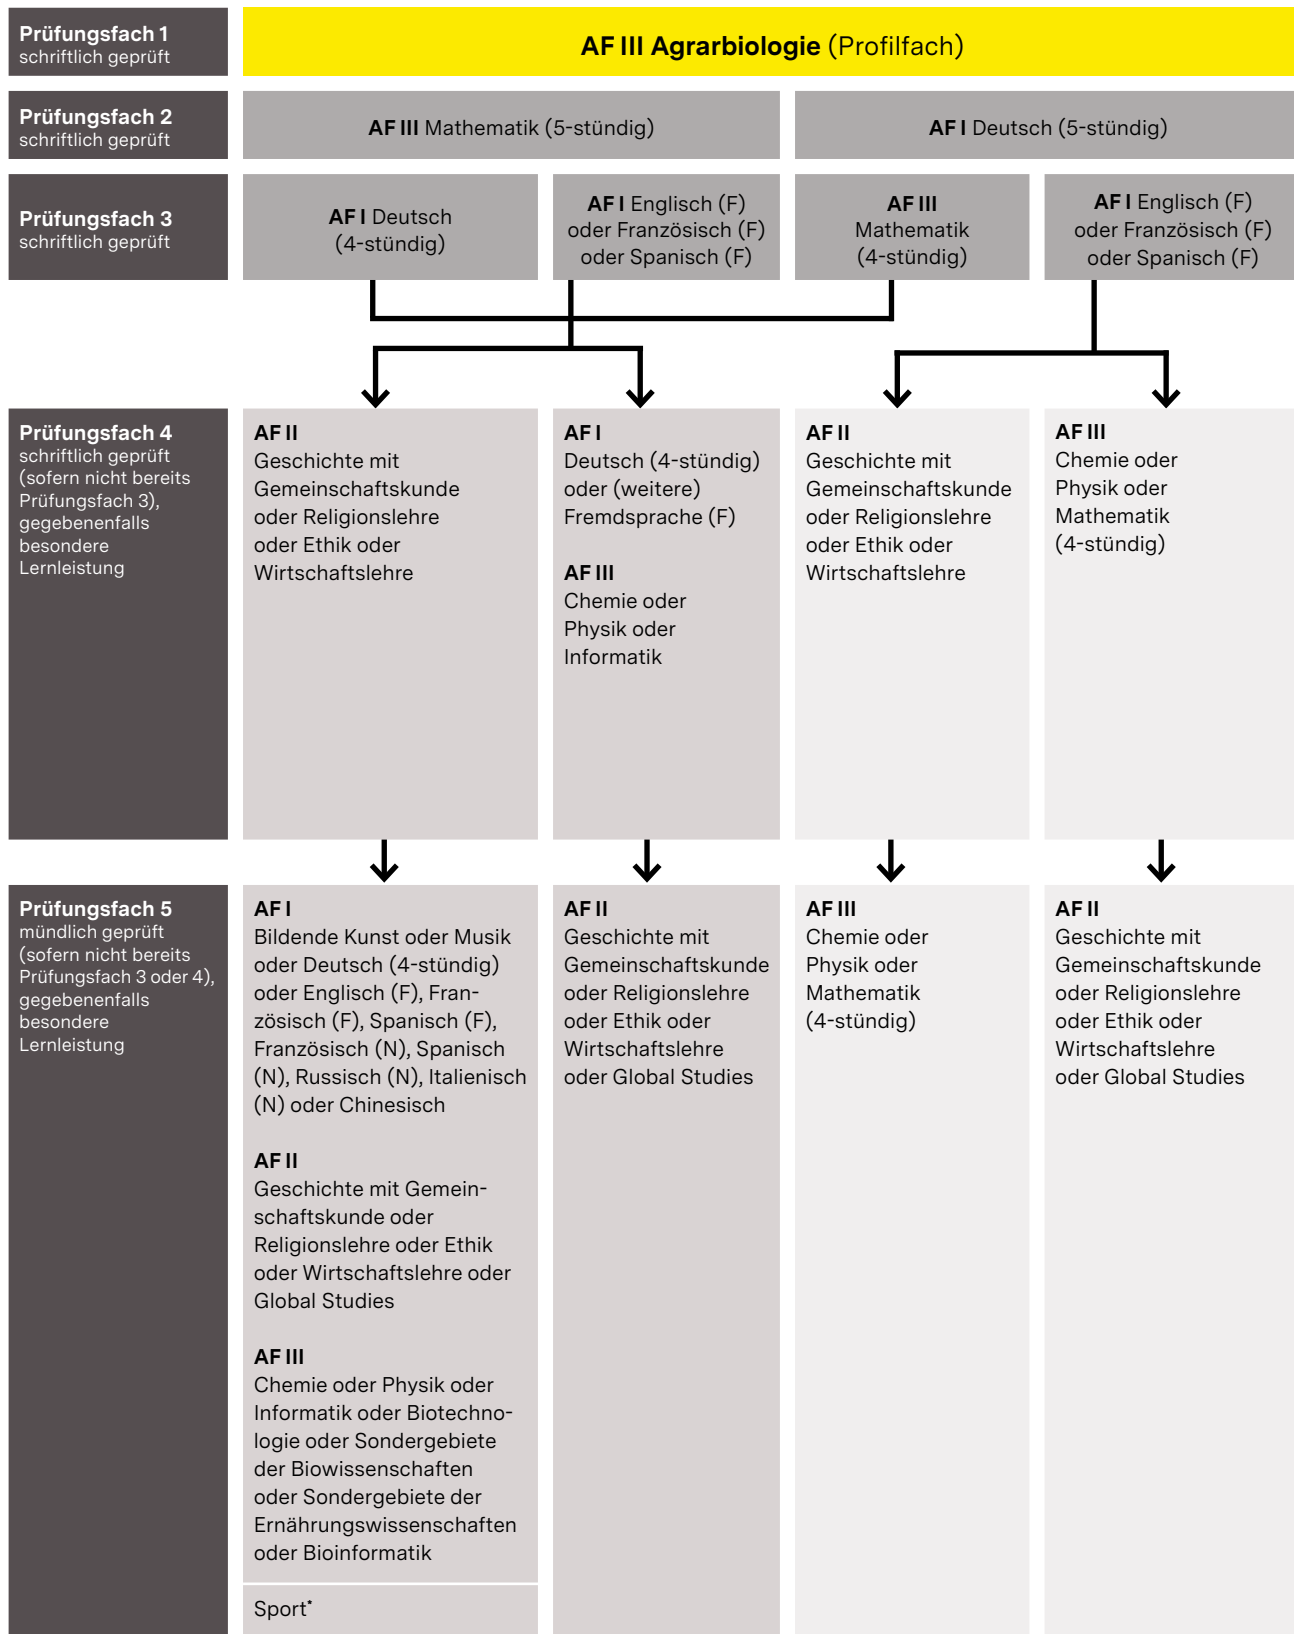 Prüfungsfach 1
schriftlich geprüft
AF III Agrarbiologie (Profilfach)
Prüfungsfach 2
schriftlich geprüft
AF III Mathematik (5-stündig)
AF I Deutsch (5-stündig)
Prüfungsfach 3
schriftlich geprüft
AF I Deutsch
(4-stündig)
AF I Englisch (F)
oder Französisch (F)
oder Spanisch (F)
AF III
Mathematik
(4-stündig)
AF I Englisch (F)
oder Französisch (F)
oder Spanisch (F)
Prüfungsfach 4
schriftlich geprüft
(sofern nicht bereits
Prüfungsfach 3),
gegebenenfalls
besondere
Lernleistung
AF II
Geschichte mit
Gemeinschaftskunde
oder Religionslehre
oder Ethik oder
Wirtschaftslehre
AF I
Deutsch (4-stündig)
oder (weitere)
Fremdsprache (F)
AF III
Chemie oder
Physik oder
Informatik
AF II
Geschichte mit
Gemeinschaftskunde
oder Religionslehre
oder Ethik oder
Wirtschaftslehre
AF III
Chemie oder
Physik oder
Mathematik
(4-stündig)
Prüfungsfach 5
mündlich geprüft
(sofern nicht bereits
Prüfungsfach 3 oder 4),
gegebenenfalls
besondere
Lernleistung
AF I
Bildende Kunst oder Musik
oder Deutsch (4-stündig)
oder Englisch (F), Fran-
zösisch (F), Spanisch (F),
Französisch (N), Spanisch
(N), Russisch (N), Italienisch
(N) oder Chinesisch
AF II
Geschichte mit Gemein-
schaftskunde oder
Religionslehre oder Ethik
oder Wirtschaftslehre oder
Global Studies
AF III
Chemie oder Physik oder
Informatik oder Biotechno-
logie oder Sondergebiete
der Biowissenschaften
oder Sondergebiete der
Ernährungswissenschaften
oder Bioinformatik
Sport*
AF II
Geschichte mit
Gemeinschaftskunde
oder Religionslehre
oder Ethik oder
Wirtschaftslehre
oder Global Studies
AF III
Chemie oder
Physik oder
Mathematik
(4-stündig)
AF II
Geschichte mit
Gemeinschaftskunde
oder Religionslehre
oder Ethik oder
Wirtschaftslehre
oder Global Studies